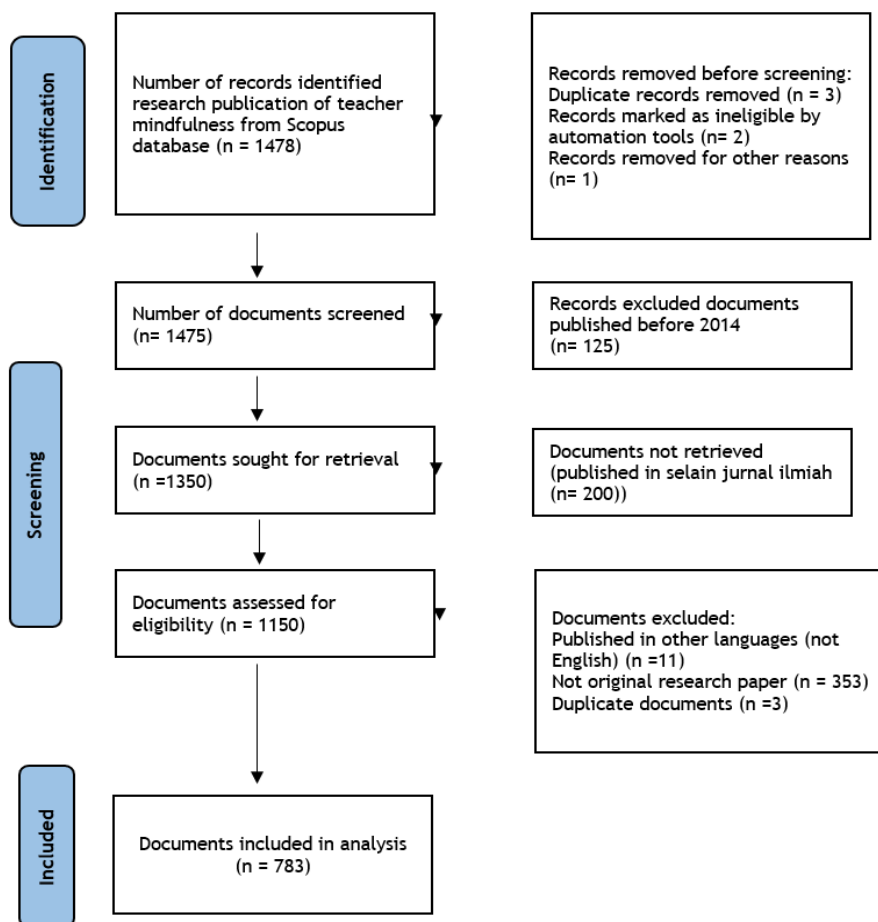 Identification
Number of records identified
research publication of teacher
mindfulness from Scopus
database (n = 1478)
Records removed before screening:
Duplicate records removed (n = 3)
Records marked as ineligible by
automation tools (n= 2)
Records removed for other reasons
(n= 1)
Screening
Number of documents screened
(n= 1475)
Records excluded documents
published before 2014
(n= 125)
Documents sought for retrieval
(n =1350)
Documents not retrieved
(published in selain jurnal ilmiah
(n= 200))
Documents assessed for
eligibility (n = 1150)
Documents excluded:
Published in other languages (not
English) (n =11)
Not original research paper (n = 353)
Duplicate documents (n =3)
Included
Documents included in analysis
(n = 783)